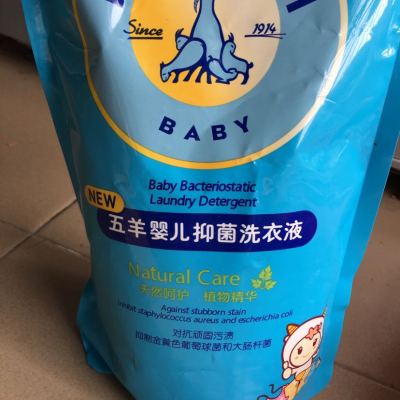 Since 1914
BABY
Baby Bacteriostatic
Laundry Detergent
NEW
五羊婴儿抑菌洗衣液
Natural Care
天然呵护 植物精华
Against stubborn stain
inhibit staphylococcus aureus and escherichia coli
对抗顽固污渍
抑制金黄色葡萄球菌和大肠杆菌